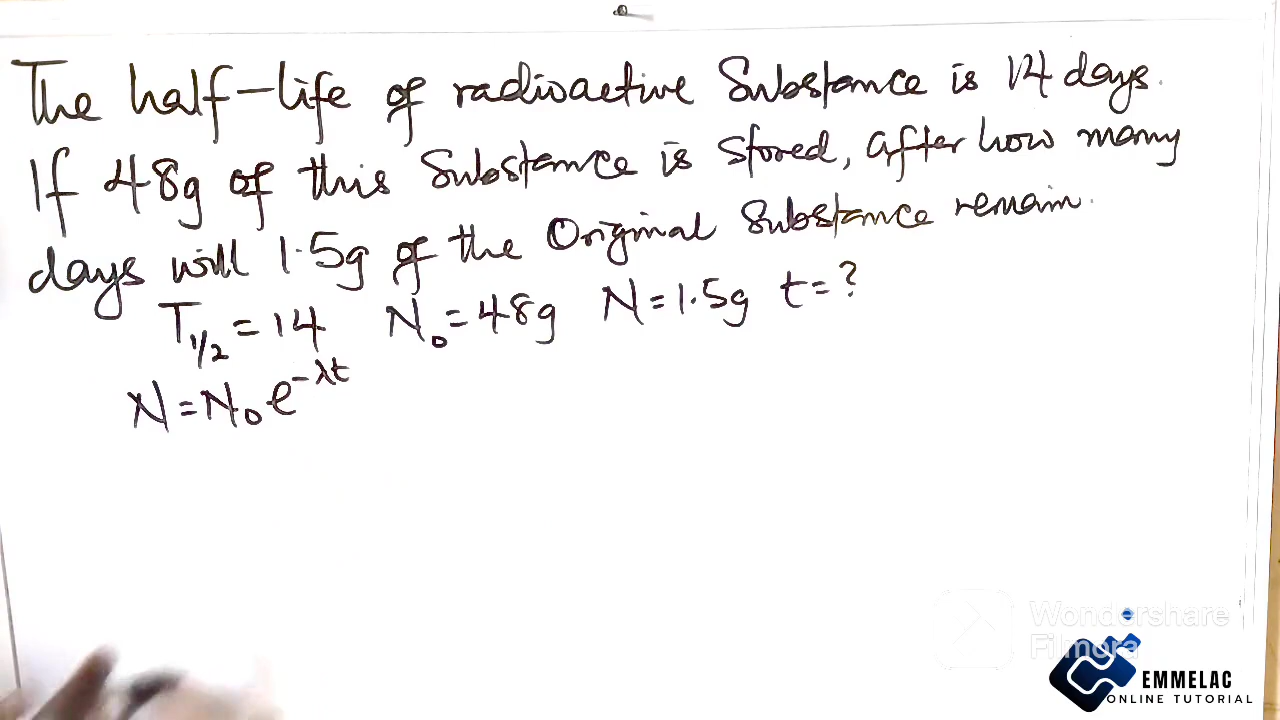 The half-life of radioactive Substance is 14 days.
If 48g of this Substance is stored, after how many
days will 1.5g of the Original Substance remain.
T1/2 = 14 N₀ = 48g N = 1.5g t = ?
N = N₀ e^-λt
Wondershare
Filmora
EMMELAC
ONLINE TUTORIAL